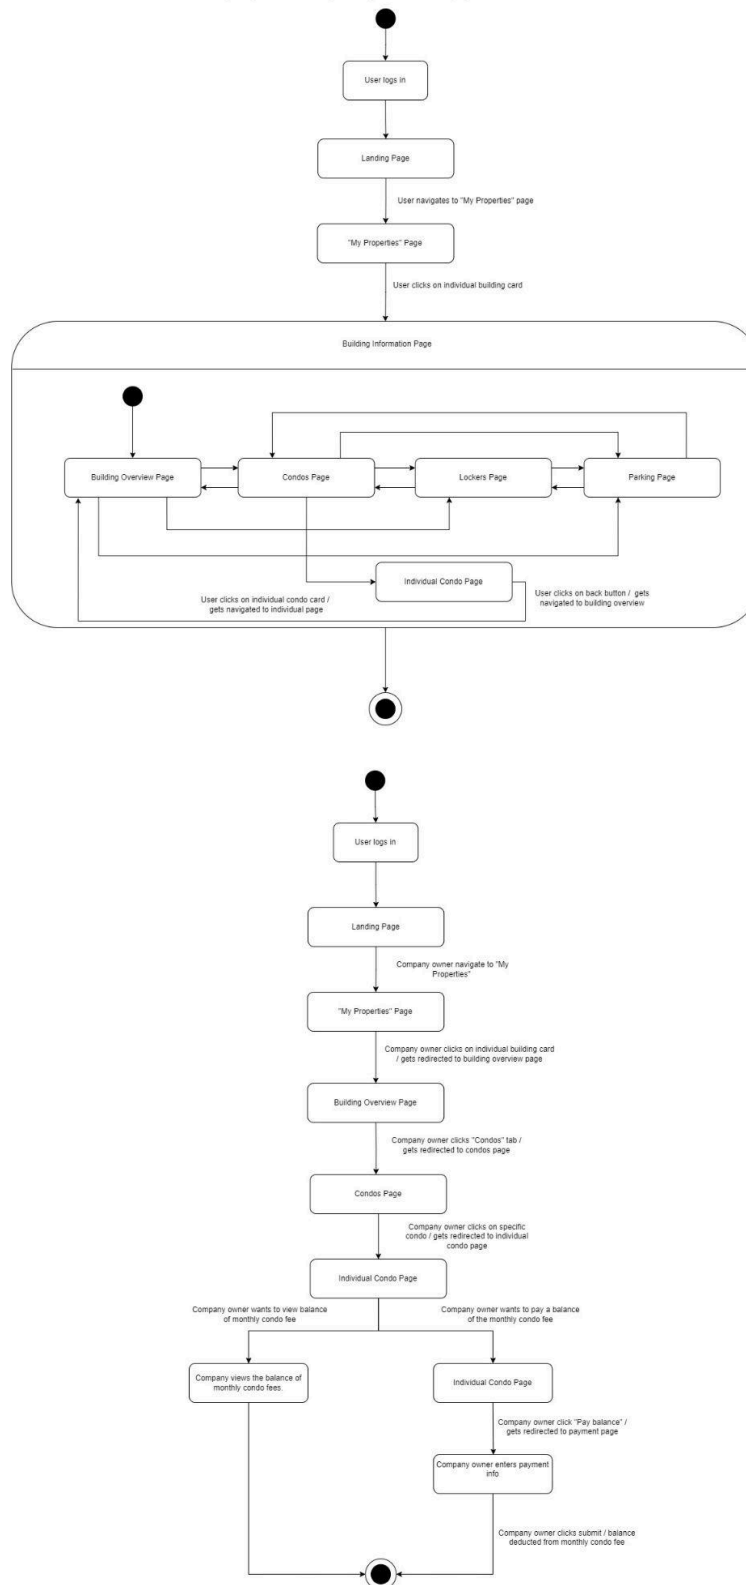 User logs in
Landing Page
User navigates to "My Properties" page
"My Properties" Page
User clicks on individual building card
Building Information Page
Building Overview Page
Condos Page
Lockers Page
Parking Page
Individual Condo Page
User clicks on individual condo card /
gets navigated to individual page
User clicks on back button / gets
navigated to building overview
User logs in
Landing Page
Company owner navigate to "My
Properties"
"My Properties" Page
Company owner clicks on individual building card
/ gets redirected to building overview page
Building Overview Page
Company owner clicks "Condos" tab /
gets redirected to condos page
Condos Page
Company owner clicks on specific
condo / gets redirected to individual
condo page
Individual Condo Page
Company owner wants to view balance
of monthly condo fee
Company owner wants to pay a balance
of the monthly condo fee
Company views the balance of
monthly condo fees.
Individual Condo Page
Company owner click "Pay balance" /
gets redirected to payment page
Company owner enters payment
info
Company owner clicks submit / balance
deducted from monthly condo fee